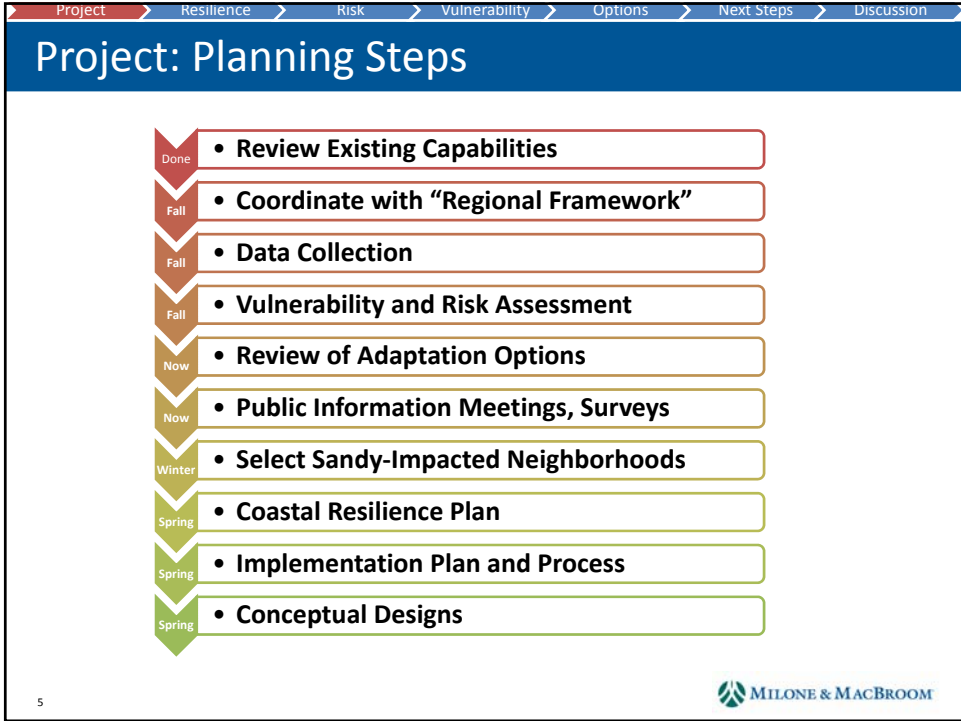 Project Resilience Risk Vulnerability Options Next Steps Discussion
Project: Planning Steps
Done • Review Existing Capabilities
Fall • Coordinate with “Regional Framework”
Fall • Data Collection
Fall • Vulnerability and Risk Assessment
Now • Review of Adaptation Options
Now • Public Information Meetings, Surveys
Winter • Select Sandy-Impacted Neighborhoods
Spring • Coastal Resilience Plan
Spring • Implementation Plan and Process
Spring • Conceptual Designs
5 MILONE & MACBROOM